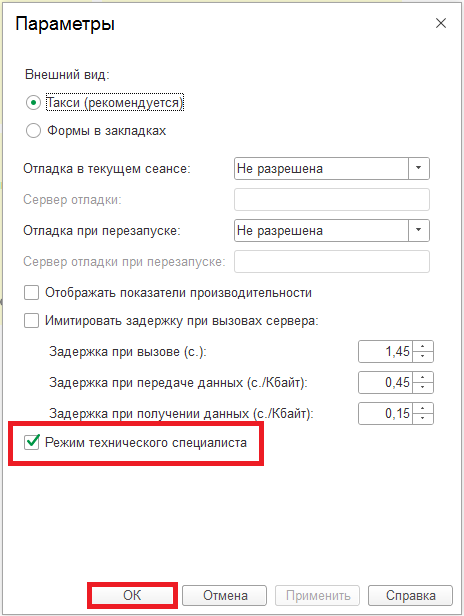 Параметры
Внешний вид:
Такси (рекомендуется)
Формы в закладках
Отладка в текущем сеансе: Не разрешена
Сервер отладки:
Отладка при перезапуске: Не разрешена
Сервер отладки при перезапуске:
Отображать показатели производительности
Имитировать задержку при вызовах сервера:
Задержка при вызове (с.): 1,45
Задержка при передаче данных (с./Кбайт): 0,45
Задержка при получении данных (с./Кбайт): 0,15
Режим технического специалиста
ОК Отмена Применить Справка